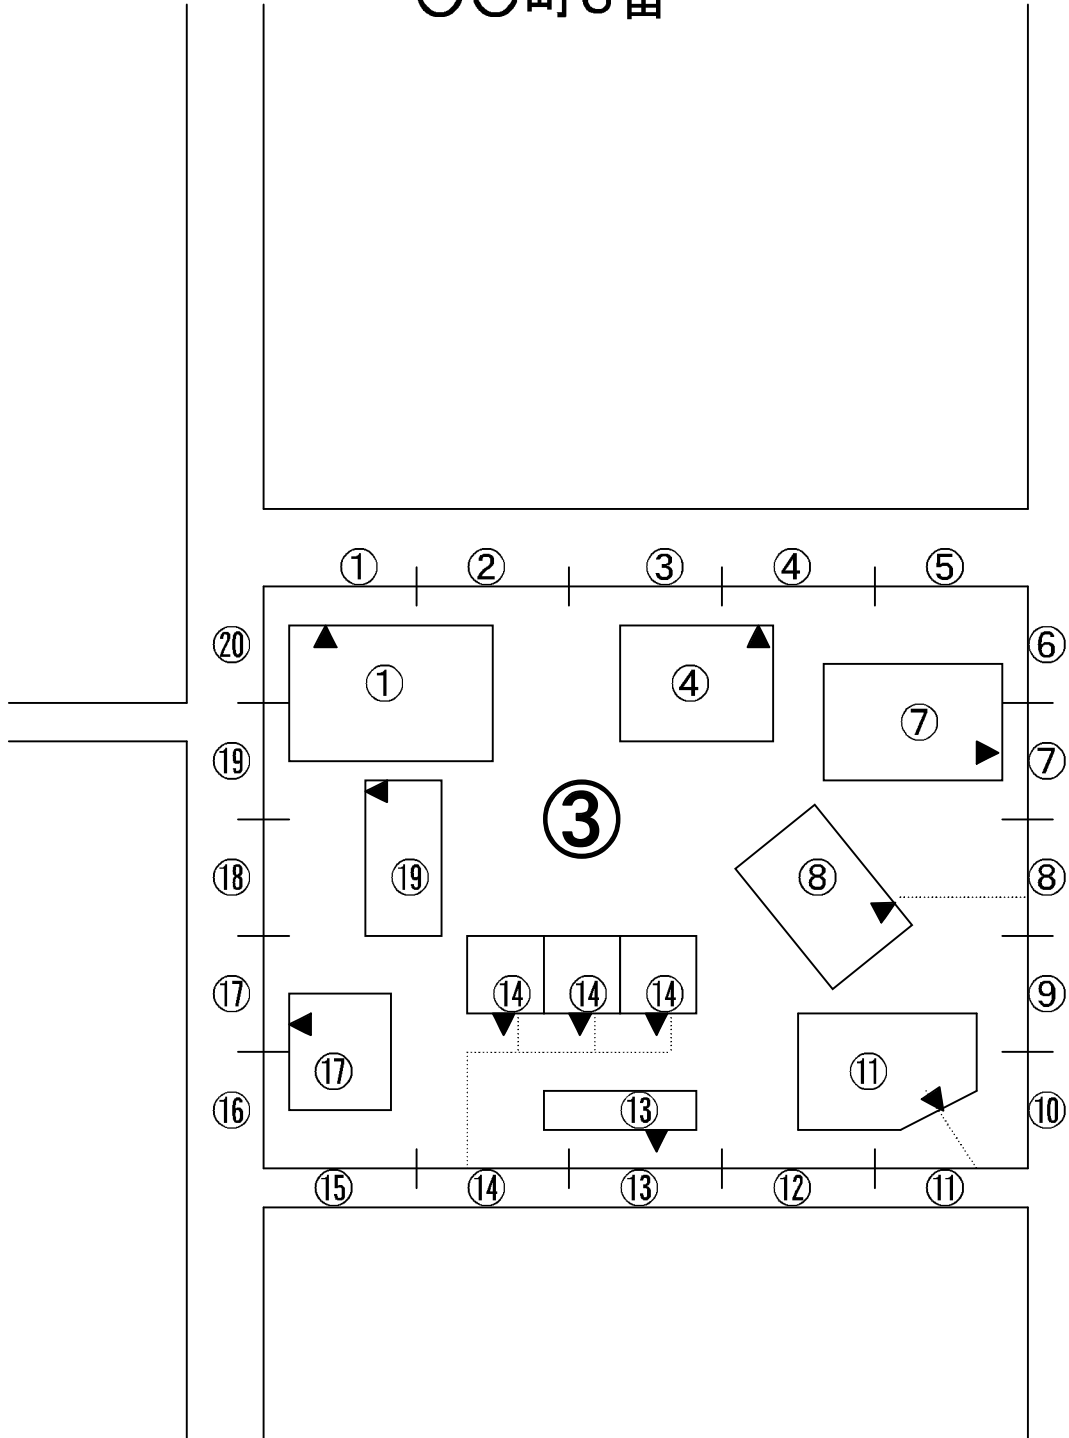 ① ② ③ ④ ⑤
⑳ ① ④ ⑥
⑦
⑲ ⑦
③
⑱ ⑲ ⑧ ⑧
⑰ ⑭ ⑭ ⑭ ⑨
⑰ ⑪
⑯ ⑬ ⑩
⑮ ⑭ ⑬ ⑫ ⑪